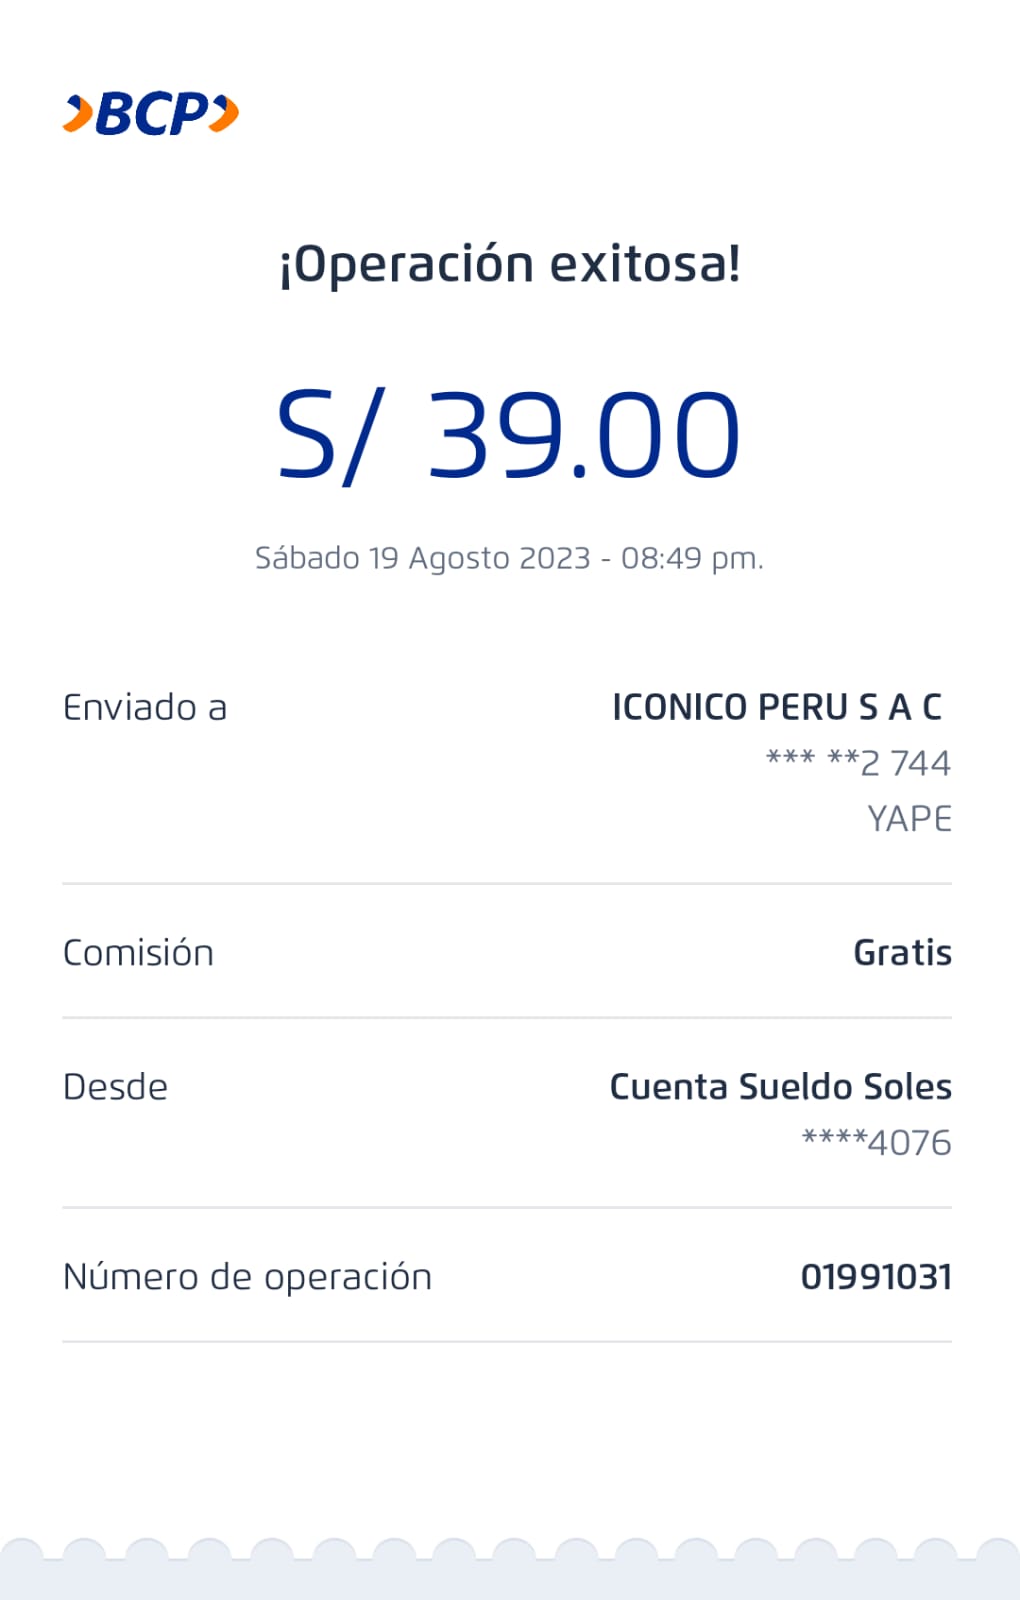 BCP
¡Operación exitosa!
S/ 39.00
Sábado 19 Agosto 2023 - 08:49 pm.
Enviado a
ICONICO PERU S A C
*** **2 744
YAPE
Comisión
Gratis
Desde
Cuenta Sueldo Soles
****4076
Número de operación
01991031